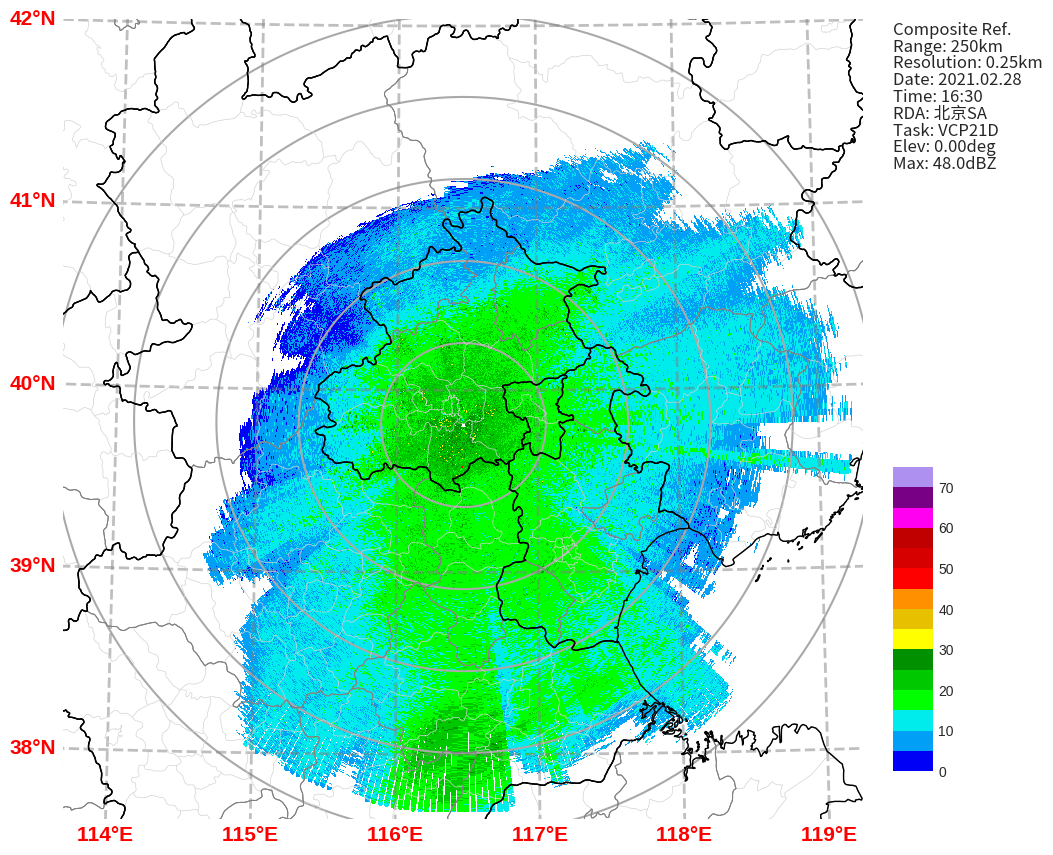 42°N
41°N
40°N
39°N
38°N
114°E 115°E 116°E 117°E 118°E 119°E
Composite Ref.
Range: 250km
Resolution: 0.25km
Date: 2021.02.28
Time: 16:30
RDA: 北京SA
Task: VCP21D
Elev: 0.00deg
Max: 48.0dBZ
70
60
50
40
30
20
10
0